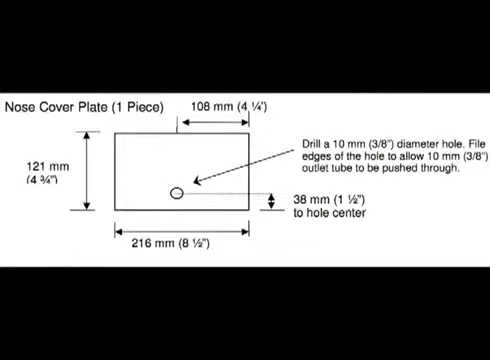 Nose Cover Plate (1 Piece)
108 mm (4 ¼')
Drill a 10 mm (3/8") diameter hole. File
edges of the hole to allow 10 mm (3/8")
outlet tube to be pushed through.
121 mm
(4 ¾")
38 mm (1 ½")
to hole center
216 mm (8 ½")